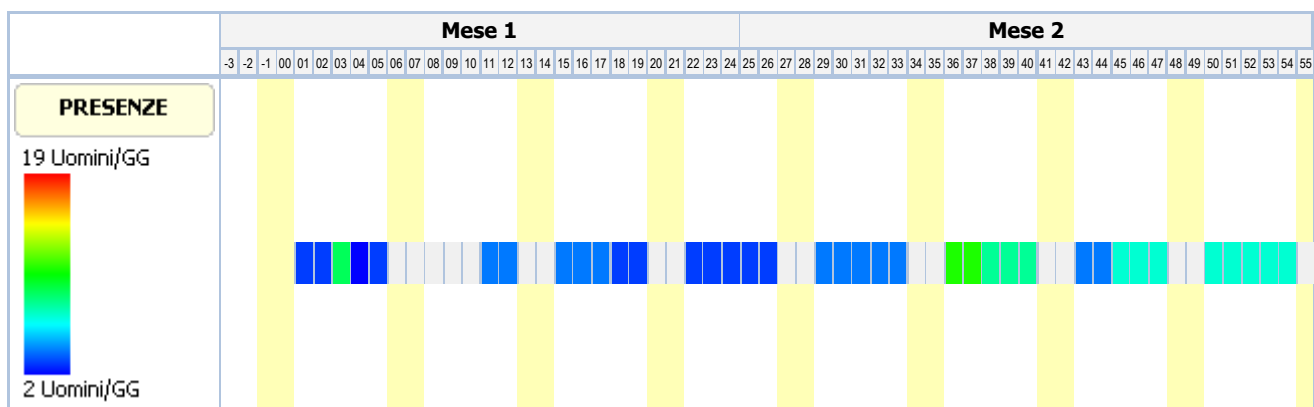 Mese 1 Mese 2
-3 -2 -1 00 01 02 03 04 05 06 07 08 09 10 11 12 13 14 15 16 17 18 19 20 21 22 23 24 25 26 27 28 29 30 31 32 33 34 35 36 37 38 39 40 41 42 43 44 45 46 47 48 49 50 51 52 53 54 55
PRESENZE
19 Uomini/GG
2 Uomini/GG